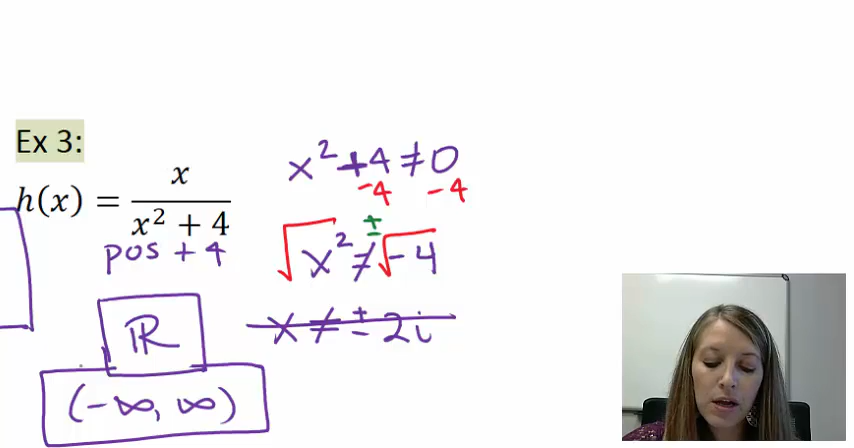 Ex 3:
h(x) = x / (x² + 4)
pos + 4
ℝ
(-∞, ∞)
x² + 4 ≠ 0
-4 -4
√x² ≠ ±√-4
x ≠ ± 2i